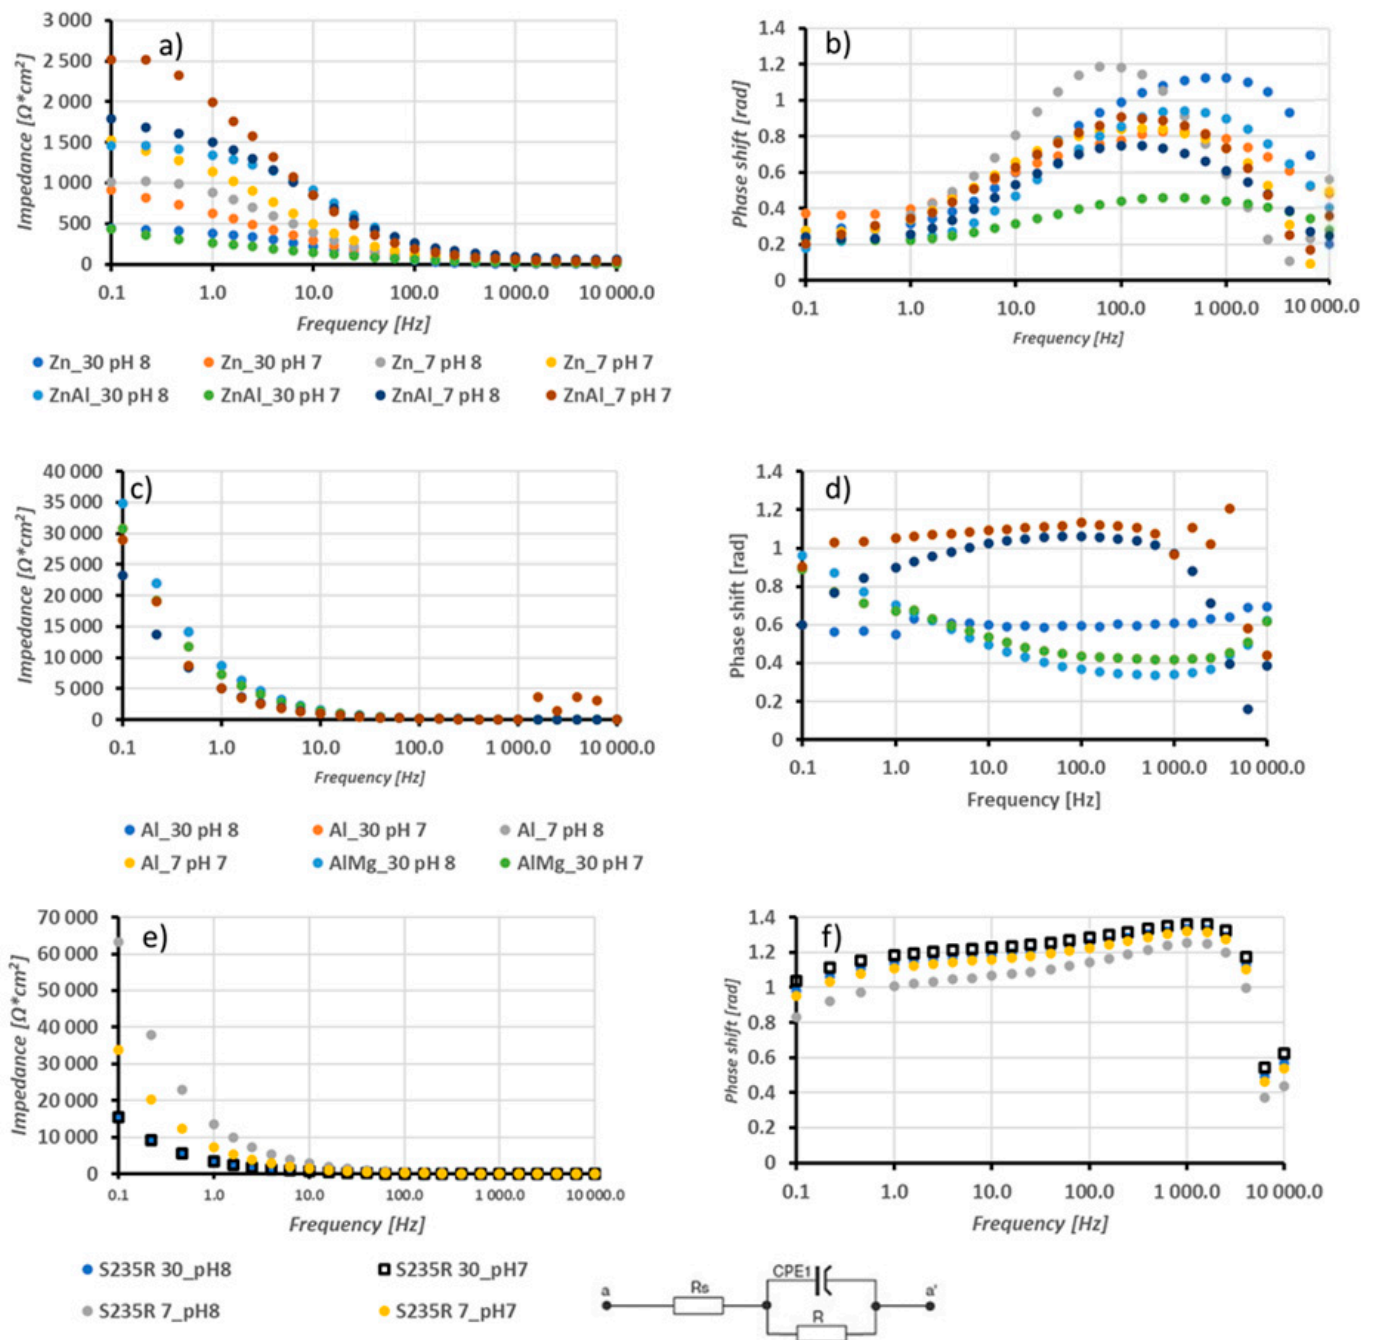 a)
Impedance [Ω*cm²]
3 000
2 500
2 000
1 500
1 000
500
0
0.1 1.0 10.0 100.0 1 000.0 10 000.0
Frequency [Hz]
b)
Phase shift [rad]
1.4
1.2
1
0.8
0.6
0.4
0.2
0
0.1 1.0 10.0 100.0 1 000.0 10 000.0
Frequency [Hz]
Zn_30 pH 8 Zn_30 pH 7 Zn_7 pH 8 Zn_7 pH 7
ZnAl_30 pH 8 ZnAl_30 pH 7 ZnAl_7 pH 8 ZnAl_7 pH 7
c)
Impedance [Ω*cm²]
40 000
35 000
30 000
25 000
20 000
15 000
10 000
5 000
0
0.1 1.0 10.0 100.0 1 000.0 10 000.0
Frequency [Hz]
d)
Phase shift [rad]
1.4
1.2
1
0.8
0.6
0.4
0.2
0
0.1 1.0 10.0 100.0 1 000.0 10 000.0
Frequency [Hz]
Al_30 pH 8 Al_30 pH 7 Al_7 pH 8
Al_7 pH 7 AlMg_30 pH 8 AlMg_30 pH 7
e)
Impedance [Ω*cm²]
70 000
60 000
50 000
40 000
30 000
20 000
10 000
0
0.1 1.0 10.0 100.0 1 000.0 10 000.0
Frequency [Hz]
f)
Phase shift [rad]
1.4
1.2
1
0.8
0.6
0.4
0.2
0
0.1 1.0 10.0 100.0 1 000.0 10 000.0
Frequency [Hz]
S235R 30_pH8 S235R 30_pH7
S235R 7_pH8 S235R 7_pH7
a Rs CPE1 R a'